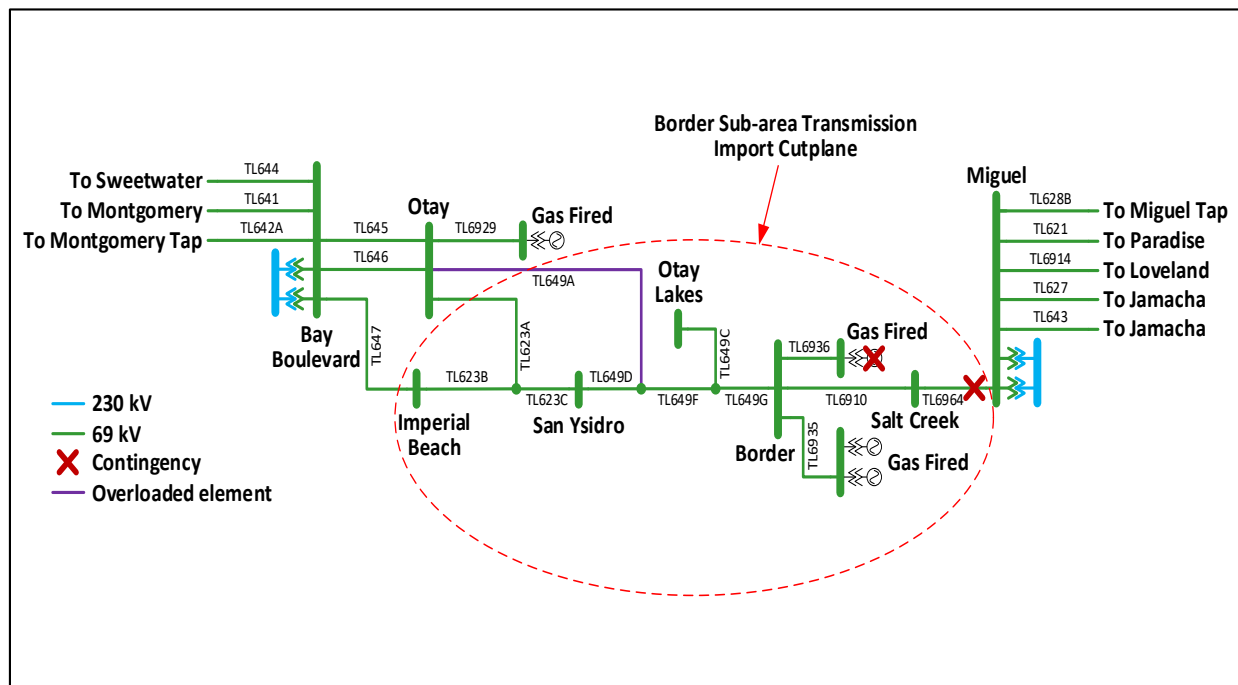 Border Sub-area Transmission
Import Cutplane
Miguel
To Sweetwater
TL644
To Montgomery
TL641
To Montgomery Tap
TL642A
TL645
Otay
TL6929
Gas Fired
TL628B
To Miguel Tap
TL621
To Paradise
TL6914
To Loveland
TL627
To Jamacha
TL643
To Jamacha
TL646
TL649A
Otay
Lakes
Bay
Boulevard
TL647
TL623A
TL649C
Gas Fired
TL6936
TL623B
TL623C
TL649D
TL649F
TL649G
TL6910
TL6964
Imperial
Beach
San Ysidro
Border
TL6935
Salt Creek
Gas Fired
230 kV
69 kV
Contingency
Overloaded element